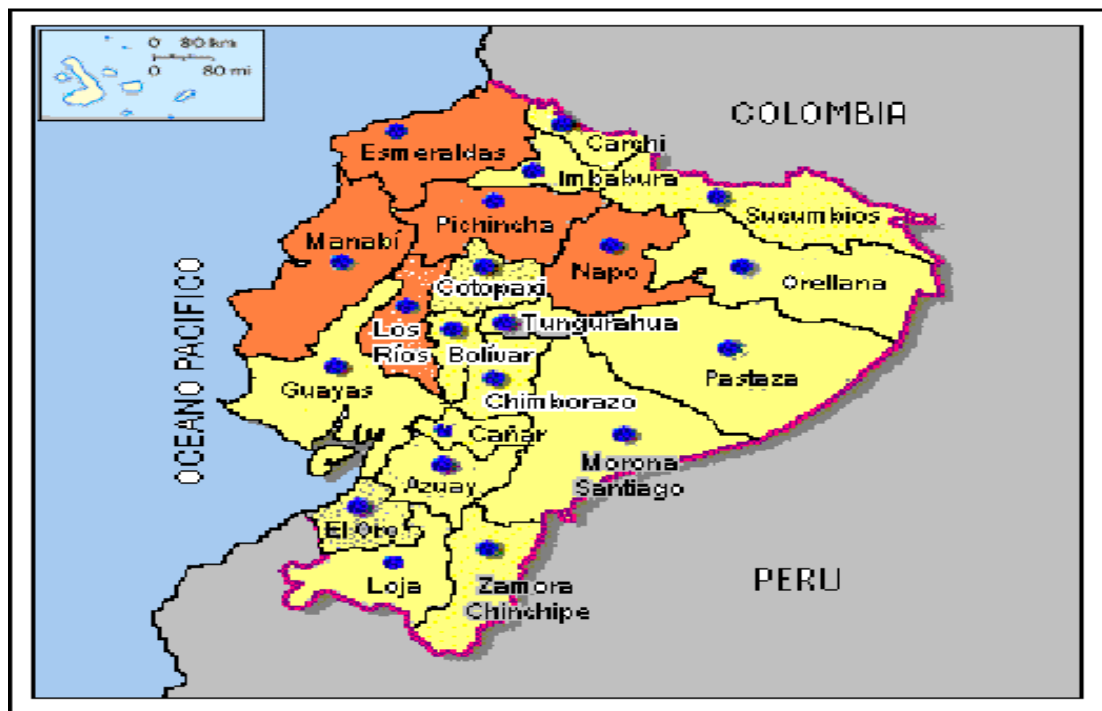 0 80 km
0 80 mi
COLOMBIA
Carchi
Esmeraldas
Imbabura
Sucumbios
Pichincha
Manabí
Napo
Orellana
Cotopaxi
OCEANO PACIFICO
Los
Ríos
Tungurahua
Bolívar
Pastaza
Guayas
Chimborazo
Cañar
Morona
Santiago
Azuay
El Oro
PERU
Loja
Zamora
Chinchipe